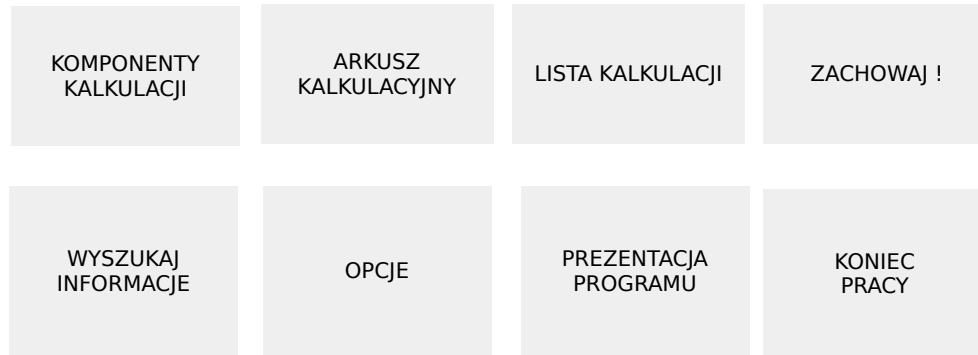 KOMPONENTY
KALKULACJI
ARKUSZ
KALKULACYJNY
LISTA KALKULACJI
ZACHOWAJ !
WYSZUKAJ
INFORMACJE
OPCJE
PREZENTACJA
PROGRAMU
KONIEC
PRACY